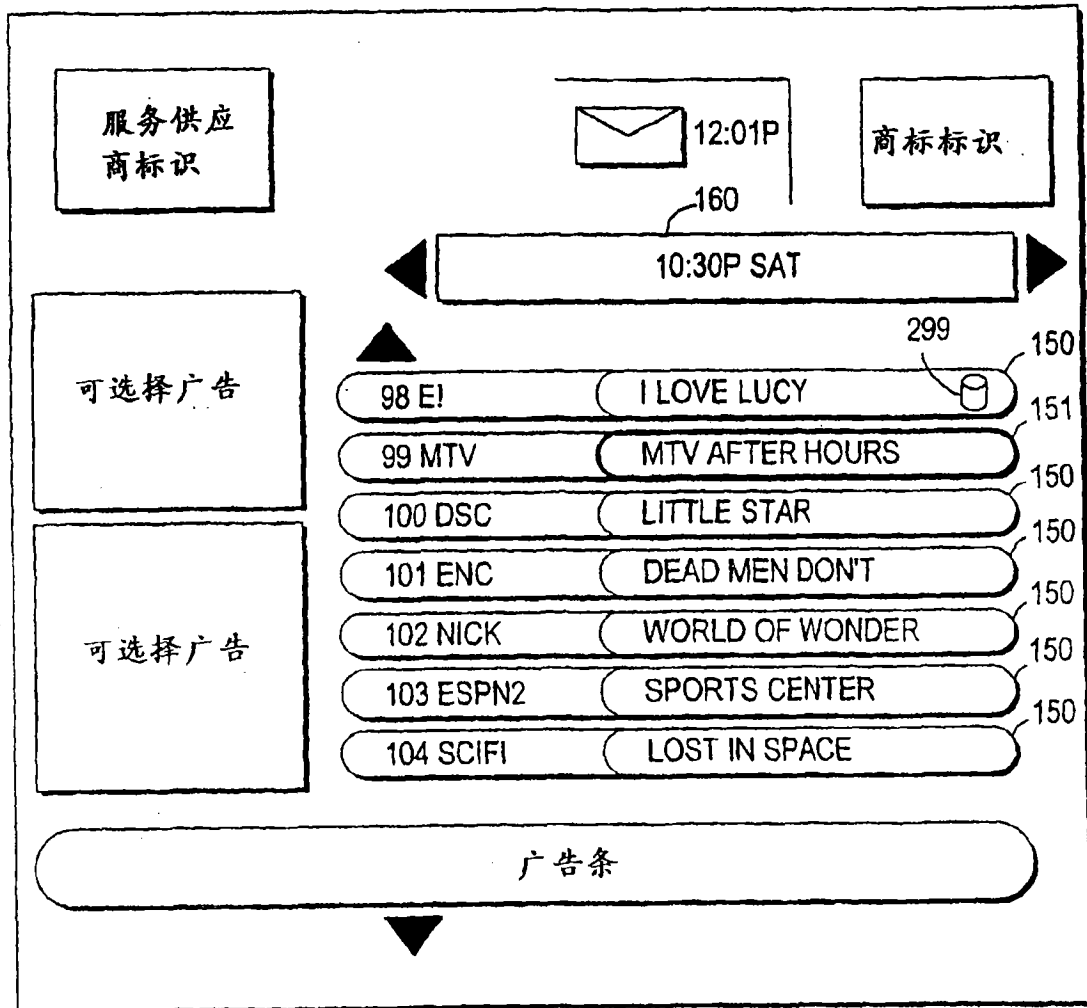 服务供应
商标识
12:01P
商标标识
160
10:30P SAT
299
150
98 E! I LOVE LUCY
151
可选择广告
99 MTV MTV AFTER HOURS
150
100 DSC LITTLE STAR
150
101 ENC DEAD MEN DON'T
150
可选择广告
102 NICK WORLD OF WONDER
150
103 ESPN2 SPORTS CENTER
150
104 SCIFI LOST IN SPACE
广告条